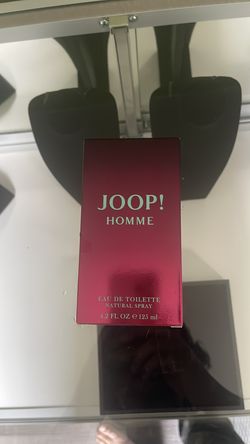 JOOP!
HOMME
EAU DE TOILETTE
NATURAL SPRAY
4.2 FL OZ ℮ 125 ml